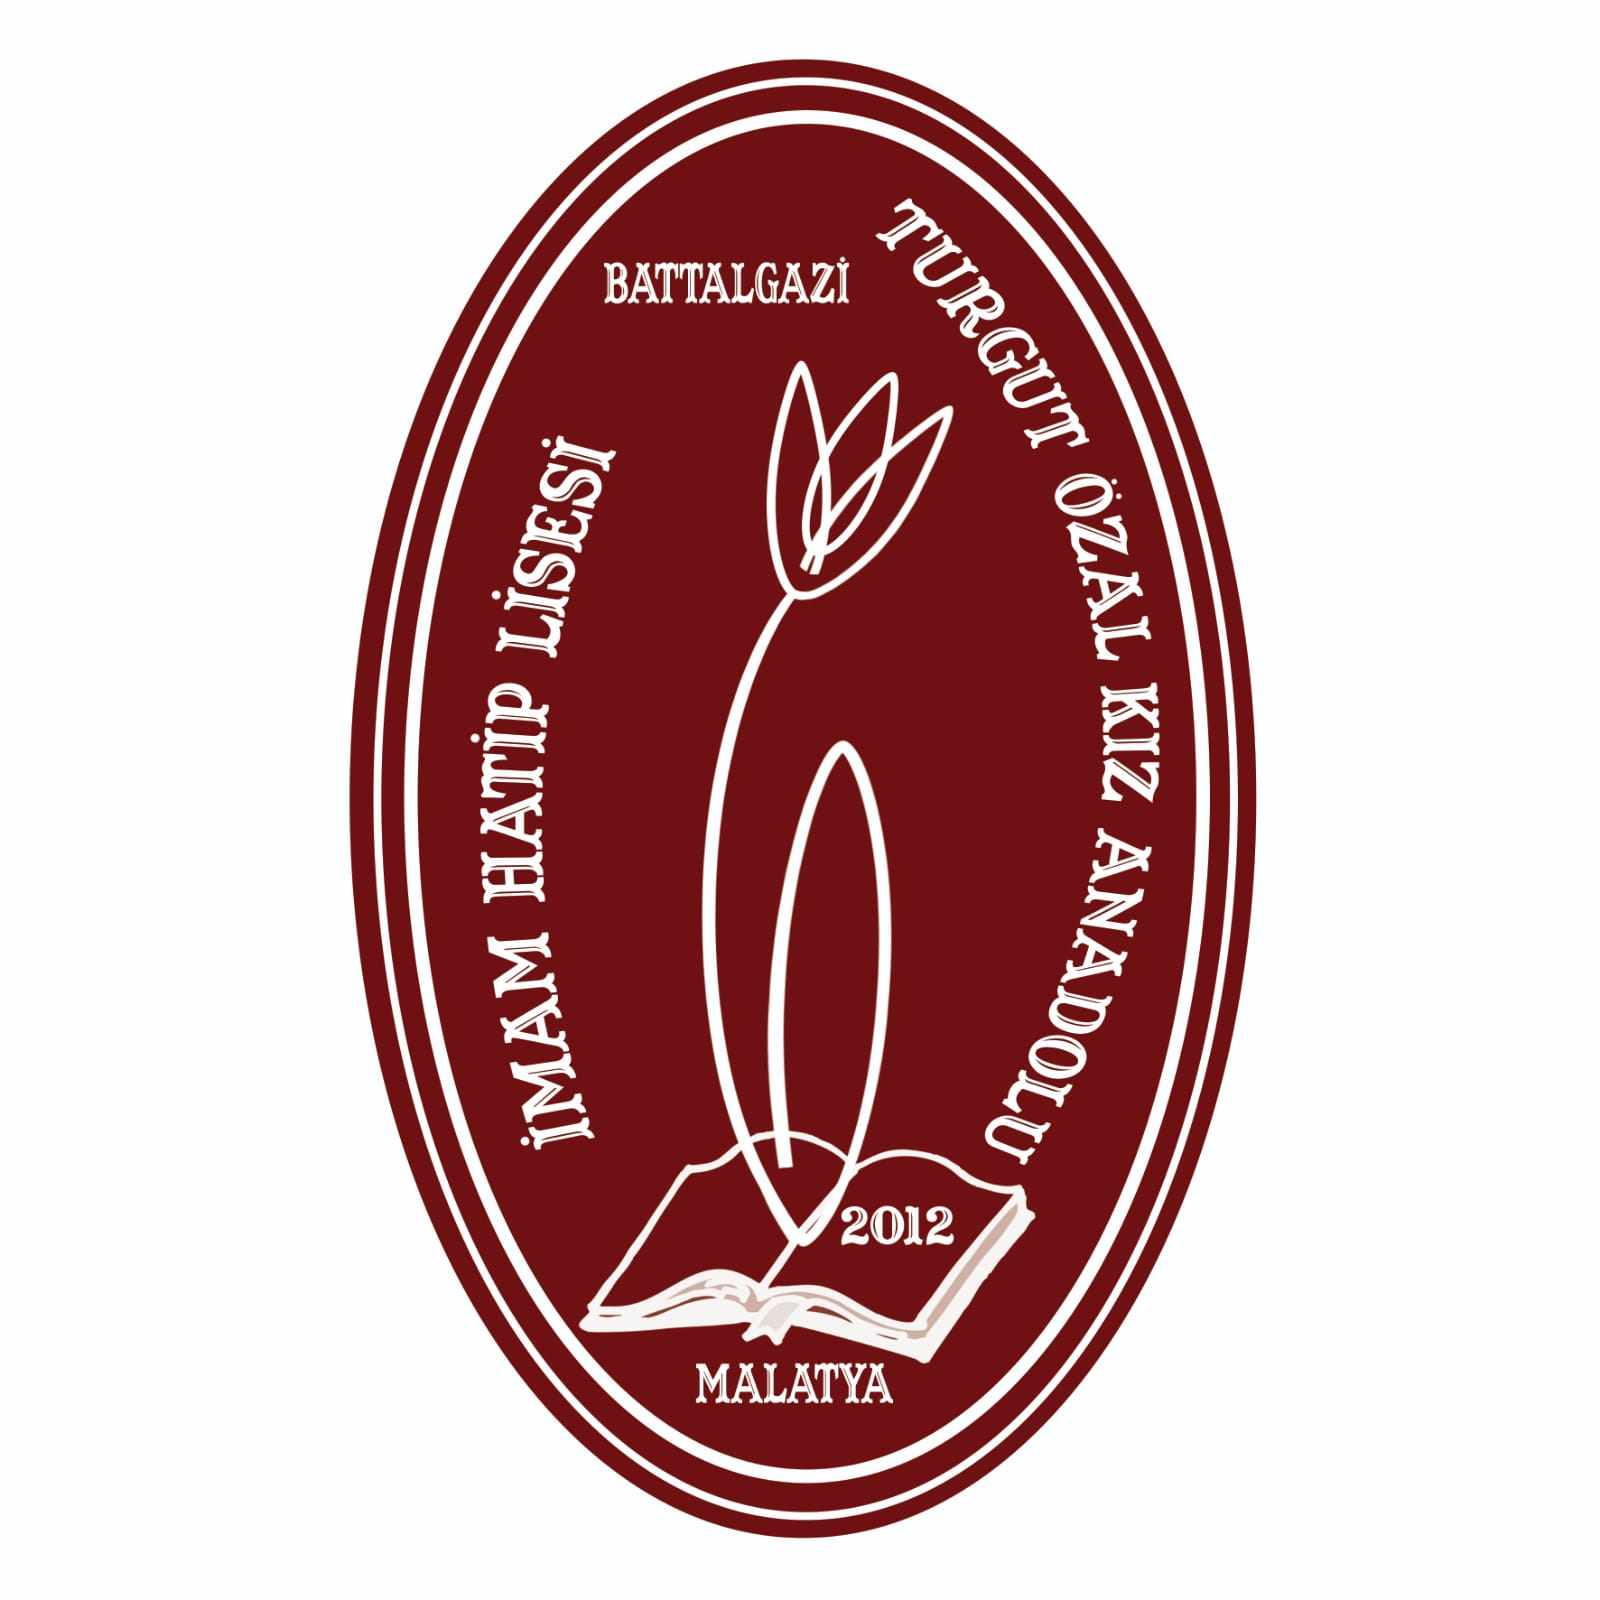 BATTALGAZİ
TURGUT ÖZAL KIZ ANADOLU
İMAM HATİP LİSESİ
2012
MALATYA